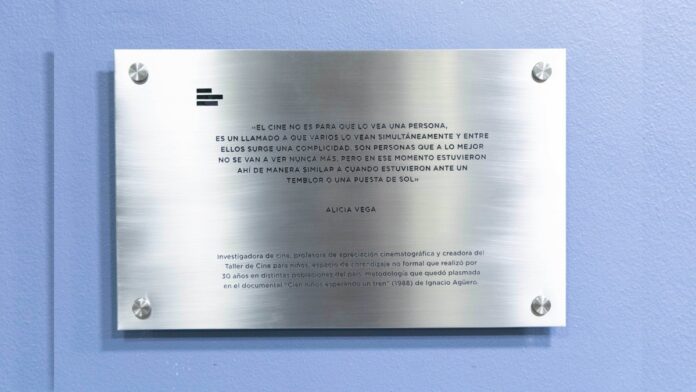 «EL CINE NO ES PARA QUE LO VEA UNA PERSONA,
ES UN LLAMADO A QUE VARIOS LO VEAN SIMULTÁNEAMENTE Y ENTRE
ELLOS SURGE UNA COMPLICIDAD. SON PERSONAS QUE A LO MEJOR
NO SE VAN A VER NUNCA MÁS, PERO EN ESE MOMENTO ESTUVIERON
AHÍ DE MANERA SIMILAR A CUANDO ESTUVIERON ANTE UN
TEMBLOR O UNA PUESTA DE SOL»
ALICIA VEGA
Investigadora de cine, profesora de apreciación cinematográfica y creadora del
Taller de Cine para niños, espacio de aprendizaje no formal que realizó por
30 años en distintas poblaciones del país, metodología que quedó plasmada
en el documental "Cien niños esperando un tren" (1988) de Ignacio Agüero.